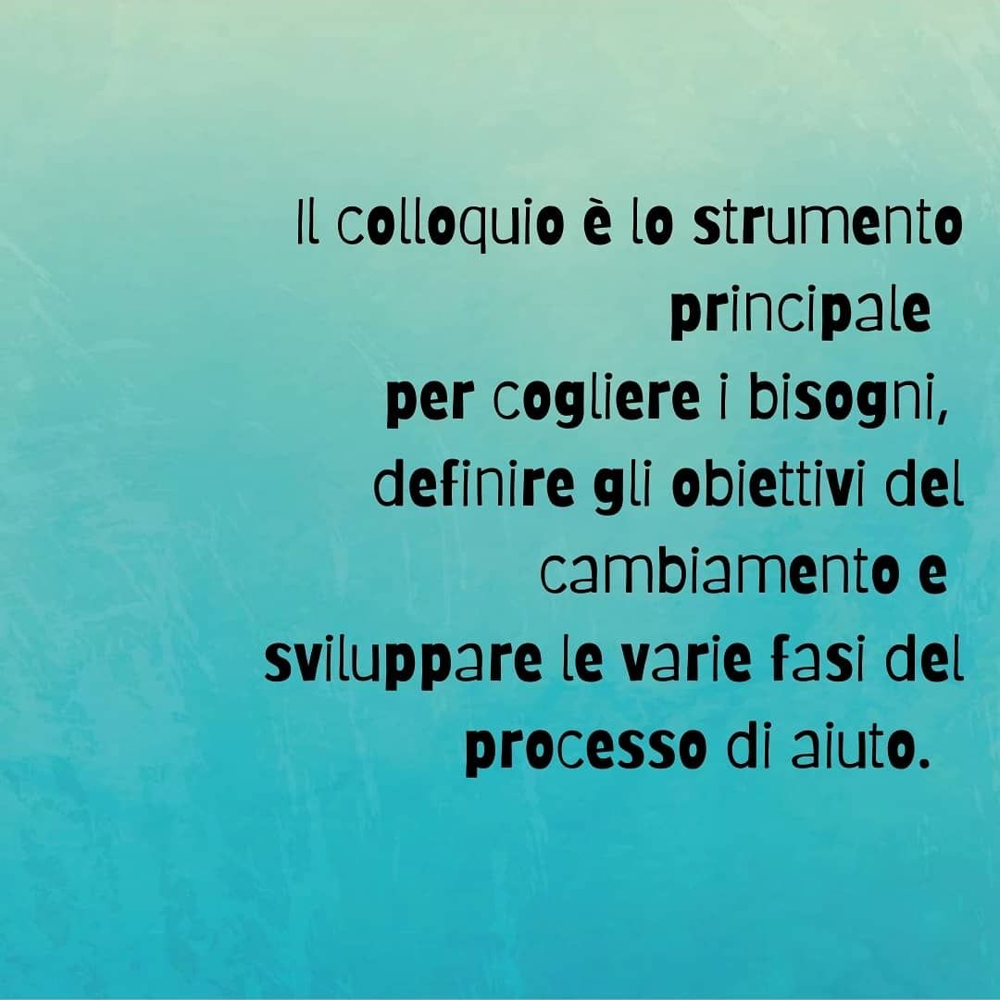 Il colloquio è lo strumento
principale
per cogliere i bisogni,
definire gli obiettivi del
cambiamento e
sviluppare le varie fasi del
processo di aiuto.